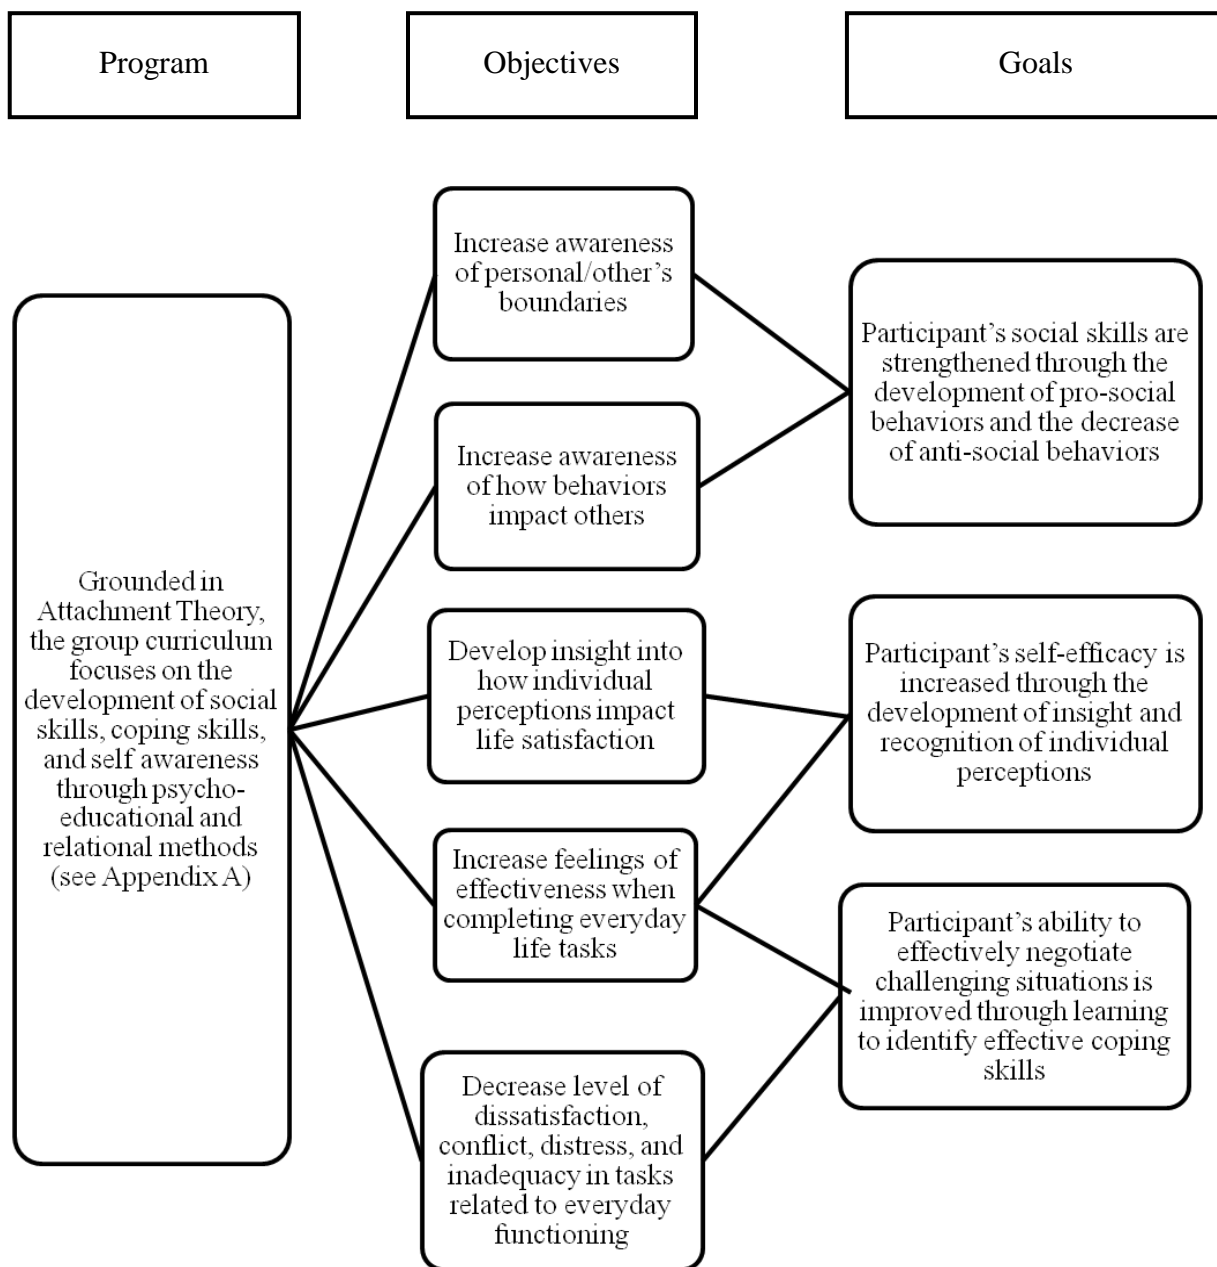 Program
Objectives
Goals
Grounded in
Attachment Theory,
the group curriculum
focuses on the
development of social
skills, coping skills,
and self awareness
through psycho-
educational and
relational methods
(see Appendix A)
Increase awareness
of personal/other’s
boundaries
Increase awareness
of how behaviors
impact others
Develop insight into
how individual
perceptions impact
life satisfaction
Increase feelings of
effectiveness when
completing everyday
life tasks
Decrease level of
dissatisfaction,
conflict, distress, and
inadequacy in tasks
related to everyday
functioning
Participant’s social skills are
strengthened through the
development of pro-social
behaviors and the decrease
of anti-social behaviors
Participant’s self-efficacy is
increased through the
development of insight and
recognition of individual
perceptions
Participant’s ability to
effectively negotiate
challenging situations is
improved through learning
to identify effective coping
skills